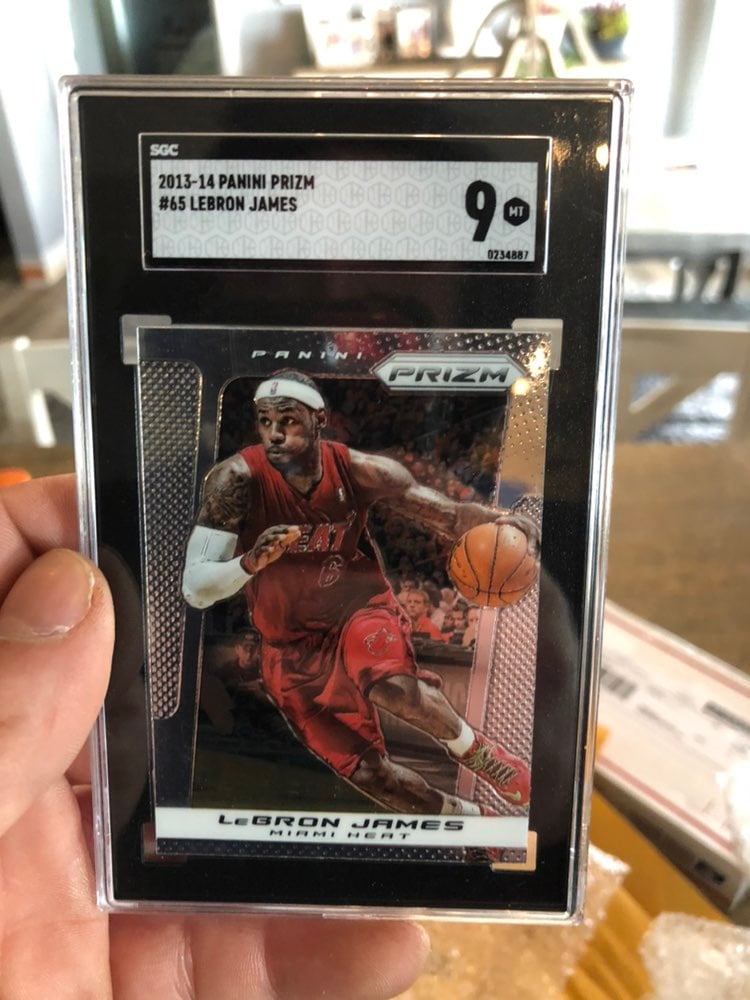 SGC
2013-14 PANINI PRIZM
#65 LEBRON JAMES
9 MT
0234887
PANINI
PRIZM
HEAT
6
LeBRON JAMES
MIAMI HEAT